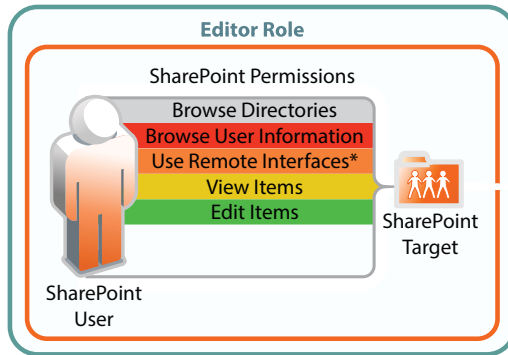 Editor Role
SharePoint Permissions
Browse Directories
Browse User Information
Use Remote Interfaces*
View Items
Edit Items
SharePoint
Target
SharePoint
User